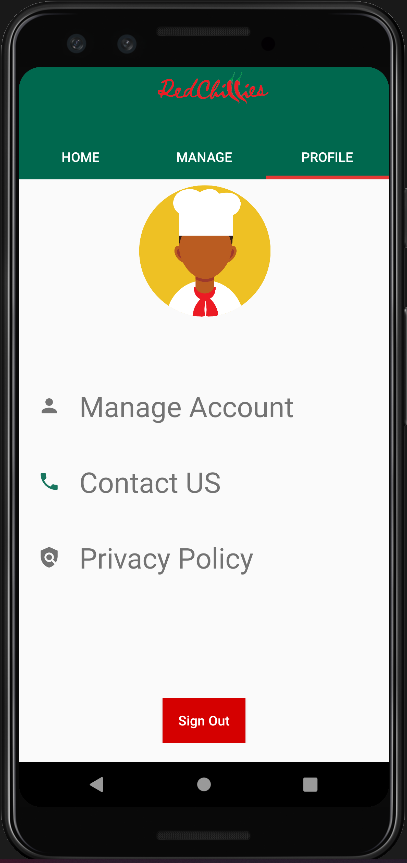 RedChillies
HOME MANAGE PROFILE
Manage Account
Contact US
Privacy Policy
Sign Out